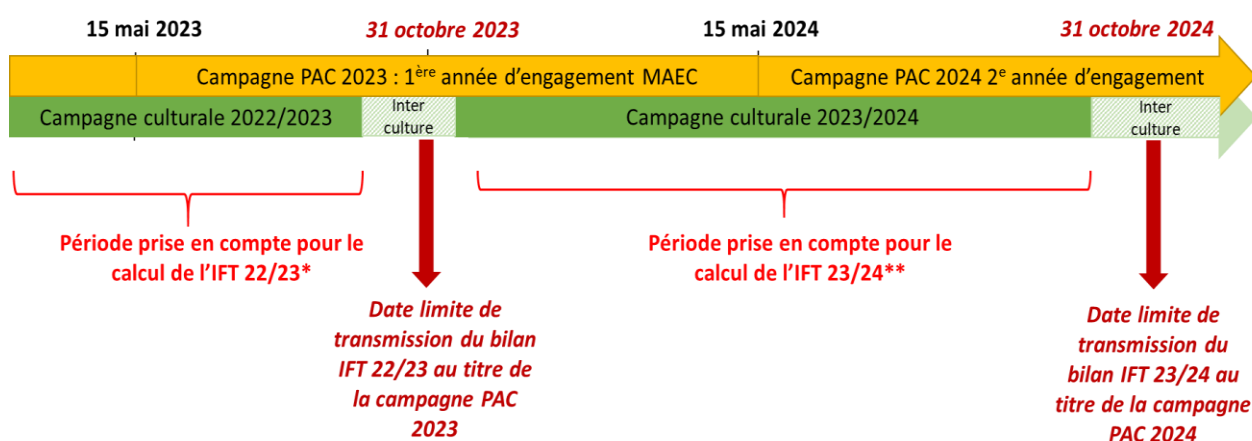 15 mai 2023
31 octobre 2023
15 mai 2024
31 octobre 2024
Campagne PAC 2023 : 1ère année d'engagement MAEC
Campagne PAC 2024 2e année d'engagement
Campagne culturale 2022/2023
Inter
culture
Campagne culturale 2023/2024
Inter
culture
Période prise en compte pour le
calcul de l'IFT 22/23*
Période prise en compte pour le
calcul de l'IFT 23/24**
Date limite de
transmission du bilan
IFT 22/23 au titre de
la campagne PAC
2023
Date limite de
transmission du
bilan IFT 23/24 au
titre de la campagne
PAC 2024